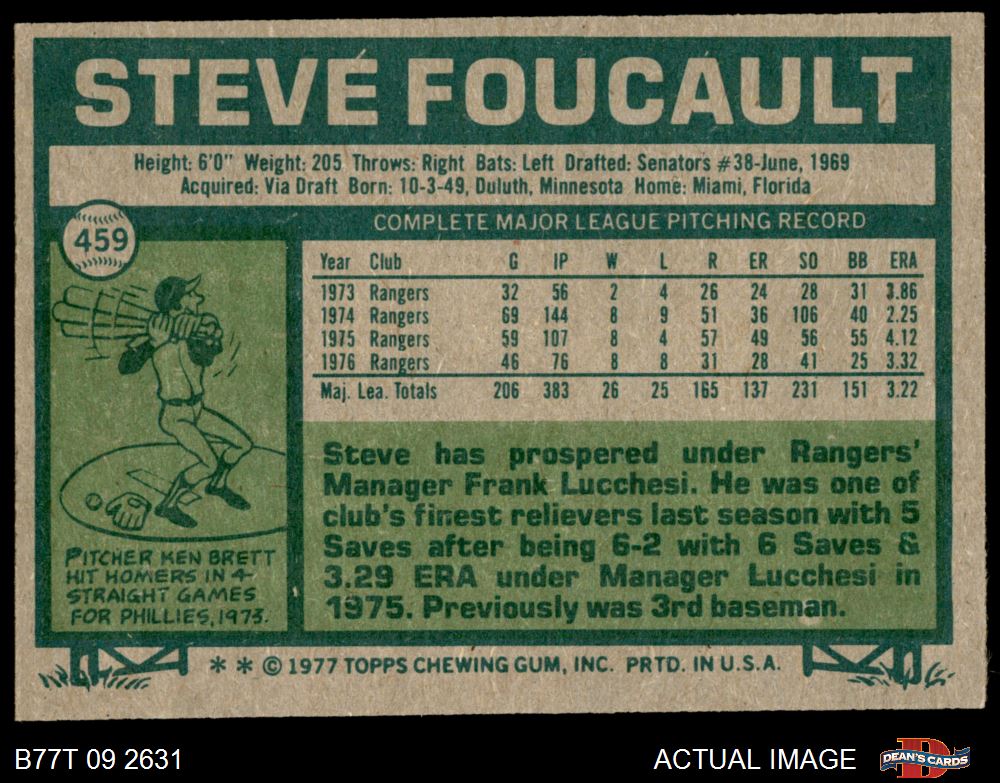 STEVE FOUCAULT
Height: 6'0" Weight: 205 Throws: Right Bats: Left Drafted: Senators #38-June, 1969
Acquired: Via Draft Born: 10-3-49, Duluth, Minnesota Home: Miami, Florida
459
COMPLETE MAJOR LEAGUE PITCHING RECORD
Year Club G IP W L R ER SO BB ERA
1973 Rangers 32 56 2 4 26 24 28 31 3.86
1974 Rangers 69 144 8 9 51 36 106 40 2.25
1975 Rangers 59 107 8 4 57 49 56 55 4.12
1976 Rangers 46 76 8 8 31 28 41 25 3.32
Maj. Lea. Totals 206 383 26 25 165 137 231 151 3.22
Steve has prospered under Rangers'
Manager Frank Lucchesi. He was one of
club's finest relievers last season with 5
Saves after being 6-2 with 6 Saves &
3.29 ERA under Manager Lucchesi in
1975. Previously was 3rd baseman.
PITCHER KEN BRETT
HIT HOMERS IN 4
STRAIGHT GAMES
FOR PHILLIES, 1973.
* * © 1977 TOPPS CHEWING GUM, INC. PRTD. IN U.S.A.
B77T 09 2631
ACTUAL IMAGE
DEAN'S CARDS